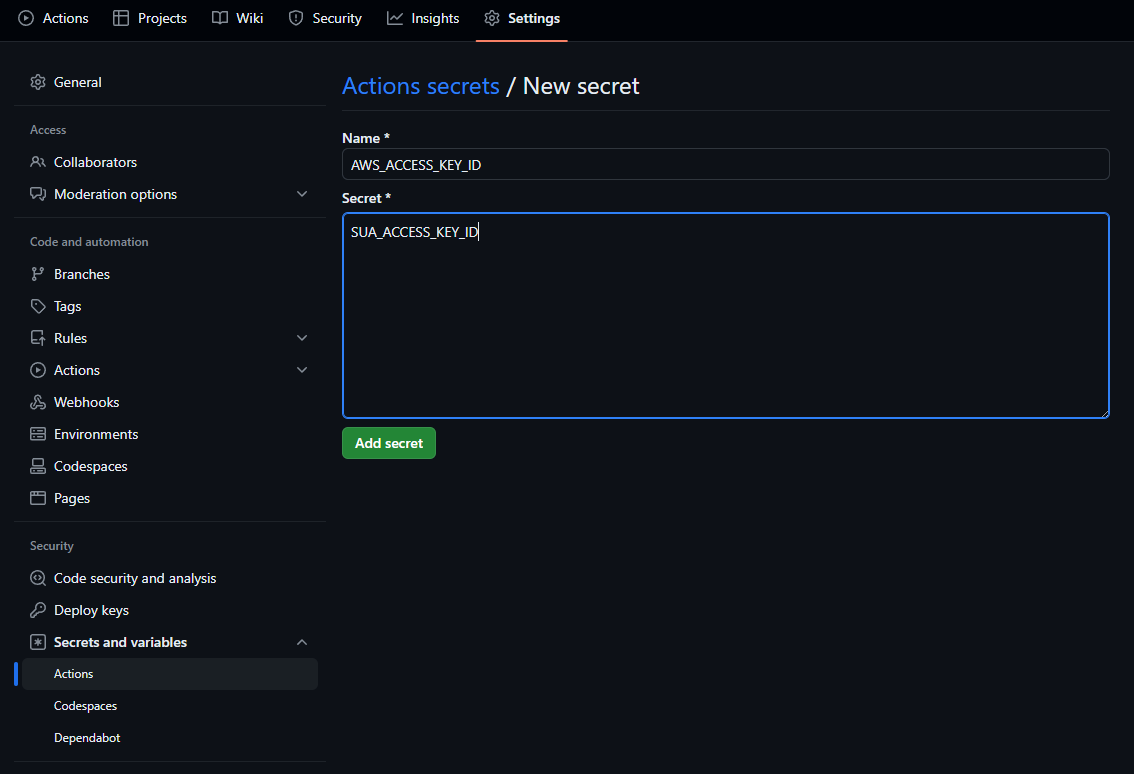 Actions Projects Wiki Security Insights Settings
General
Access
Collaborators
Moderation options
Code and automation
Branches
Tags
Rules
Actions
Webhooks
Environments
Codespaces
Pages
Security
Code security and analysis
Deploy keys
Secrets and variables
Actions
Codespaces
Dependabot
Actions secrets / New secret
Name *
AWS_ACCESS_KEY_ID
Secret *
SUA_ACCESS_KEY_ID
Add secret